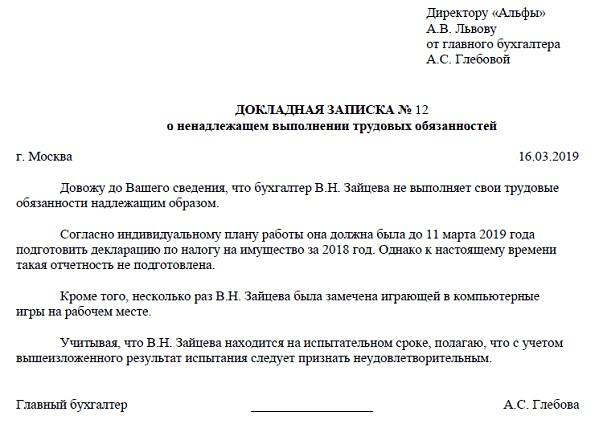 Директору «Альфы»
А.В. Львову
от главного бухгалтера
А.С. Глебовой
ДОКЛАДНАЯ ЗАПИСКА № 12
о ненадлежащем выполнении трудовых обязанностей
г. Москва 16.03.2019
Довожу до Вашего сведения, что бухгалтер В.Н. Зайцева не выполняет свои трудовые
обязанности надлежащим образом.
Согласно индивидуальному плану работы она должна была до 11 марта 2019 года
подготовить декларацию по налогу на имущество за 2018 год. Однако к настоящему времени
такая отчетность не подготовлена.
Кроме того, несколько раз В.Н. Зайцева была замечена играющей в компьютерные
игры на рабочем месте.
Учитывая, что В.Н. Зайцева находится на испытательном сроке, полагаю, что с учетом
вышеизложенного результат испытания следует признать неудовлетворительным.
Главный бухгалтер ___________________ А.С. Глебова